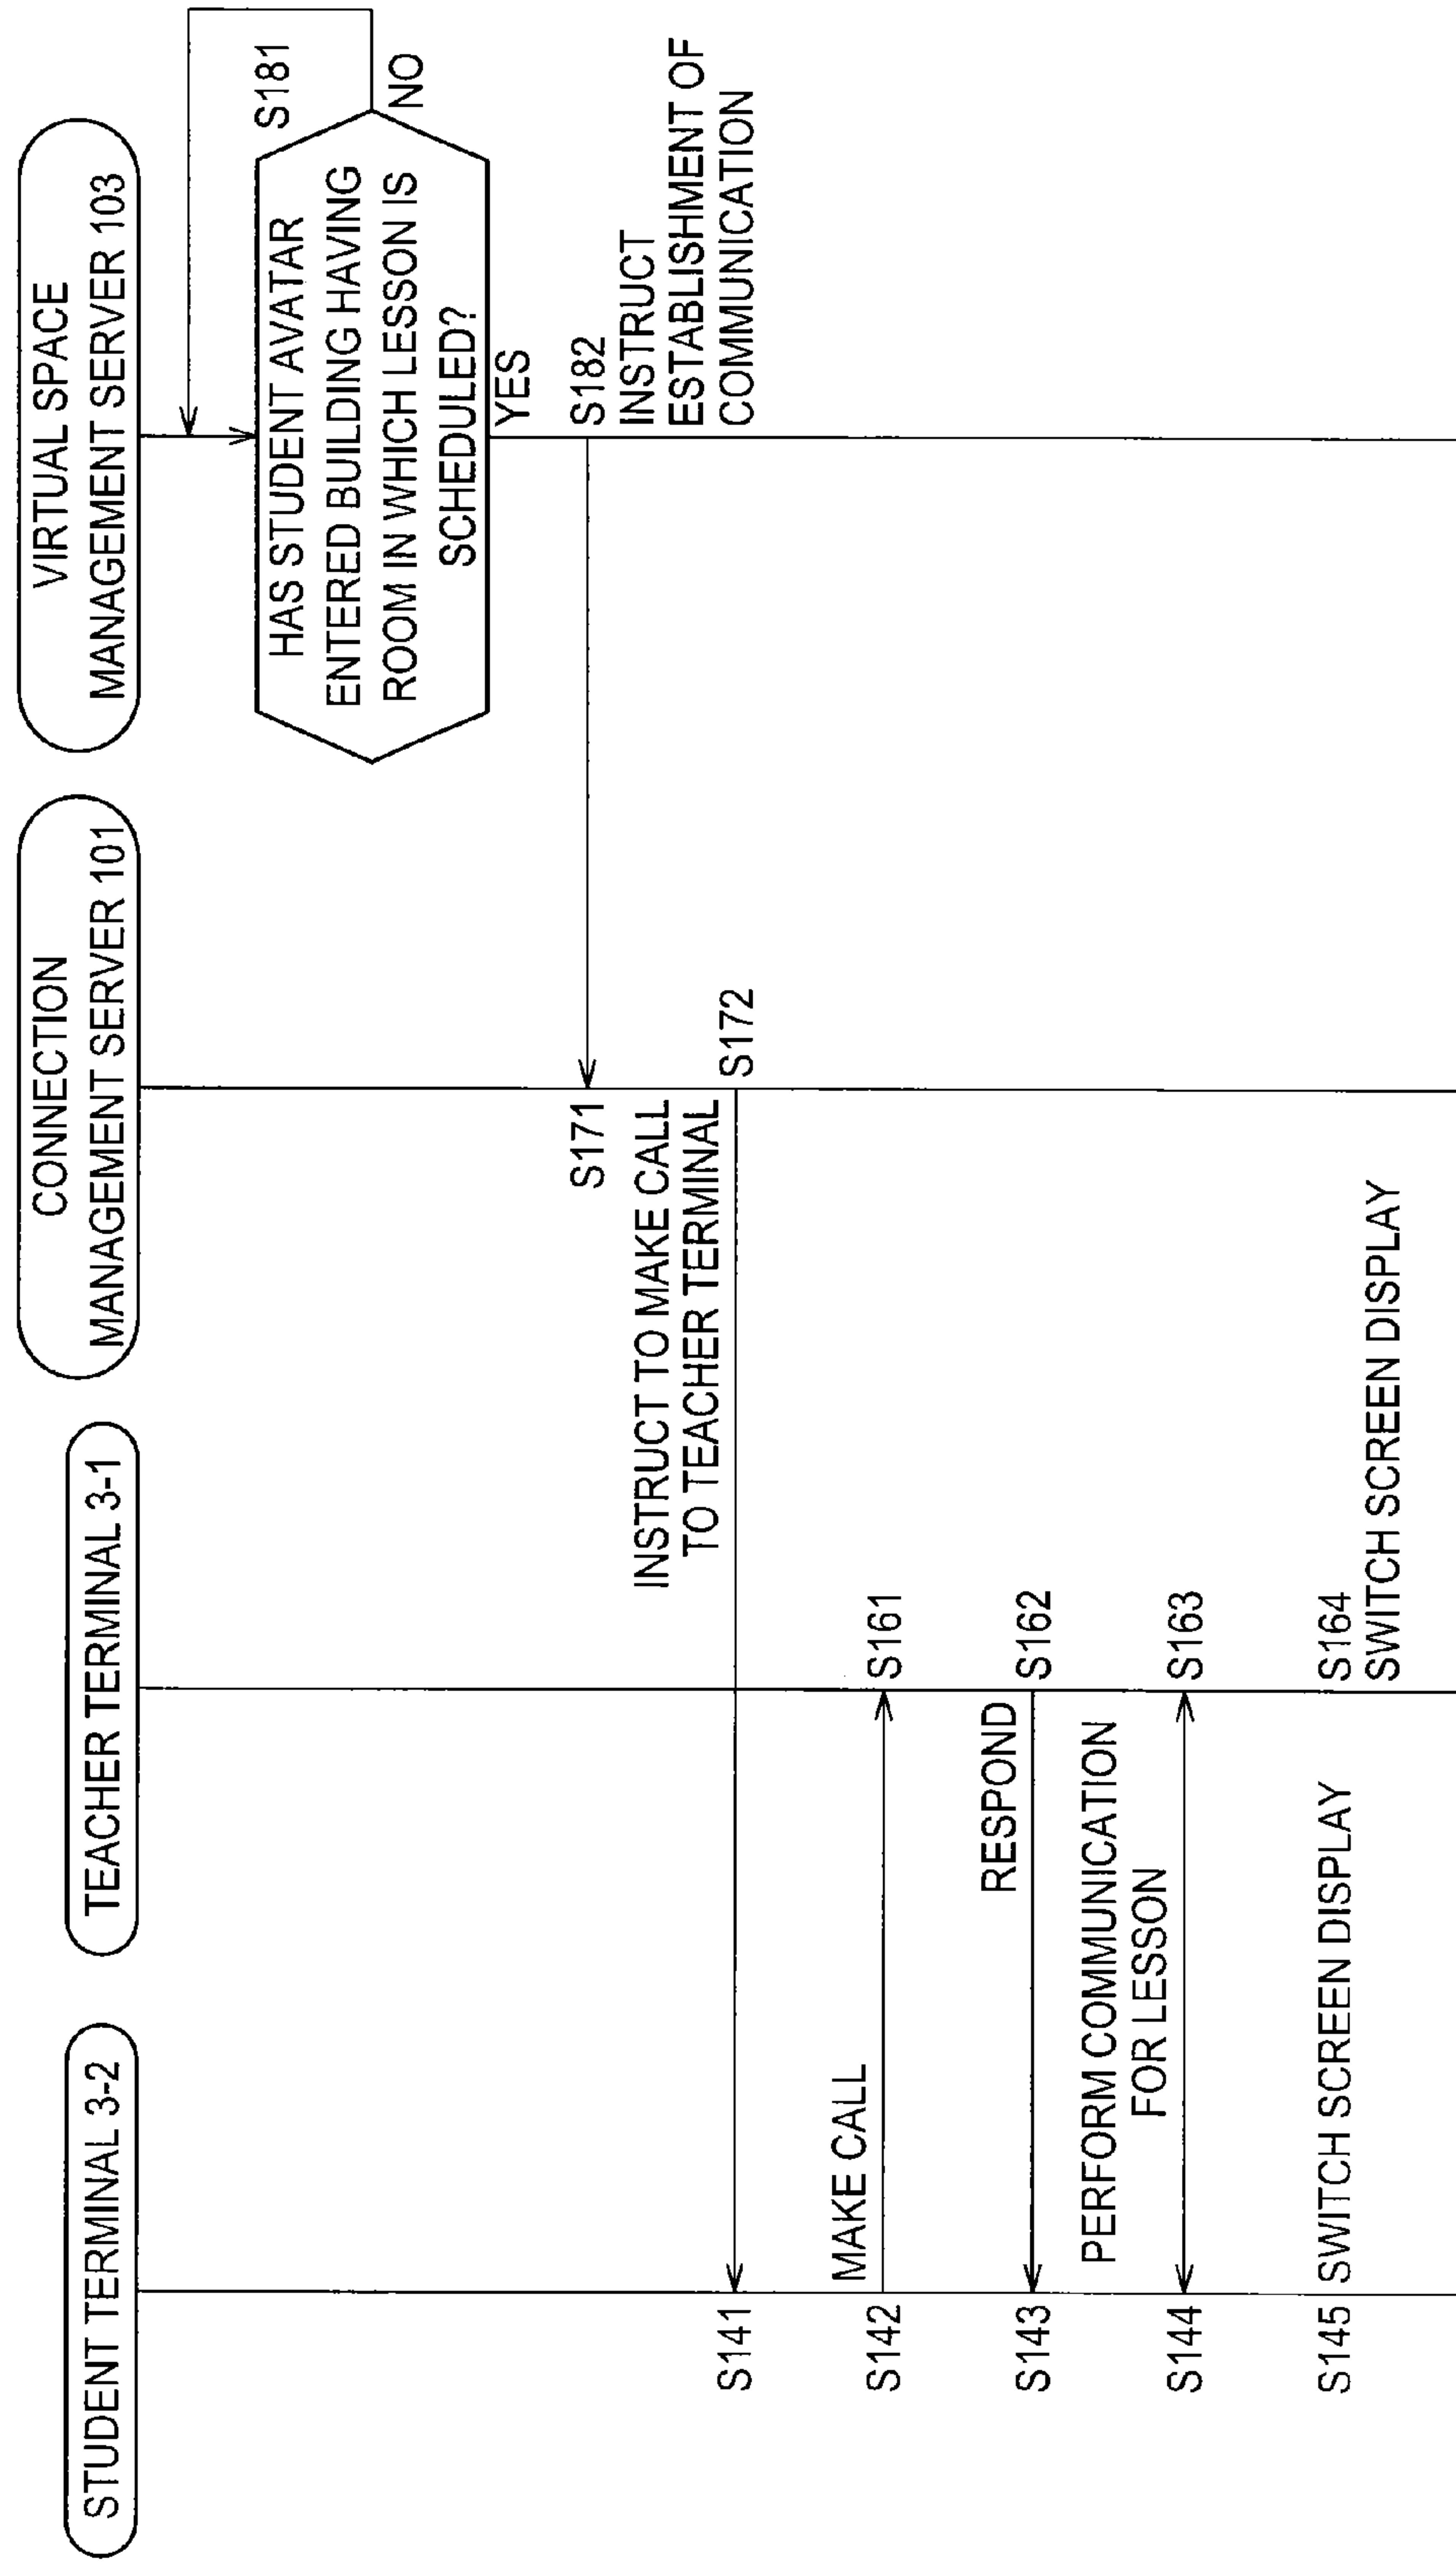 STUDENT TERMINAL 3-2
TEACHER TERMINAL 3-1
CONNECTION
MANAGEMENT SERVER 101
VIRTUAL SPACE
MANAGEMENT SERVER 103
S181
HAS STUDENT AVATAR
ENTERED BUILDING HAVING
ROOM IN WHICH LESSON IS
SCHEDULED?
NO
YES
S171
S182
INSTRUCT
ESTABLISHMENT OF
COMMUNICATION
INSTRUCT TO MAKE CALL
TO TEACHER TERMINAL
S141
S172
MAKE CALL
S142
S161
RESPOND
S143
S162
PERFORM COMMUNICATION
FOR LESSON
S144
S163
S145 SWITCH SCREEN DISPLAY
S164
SWITCH SCREEN DISPLAY